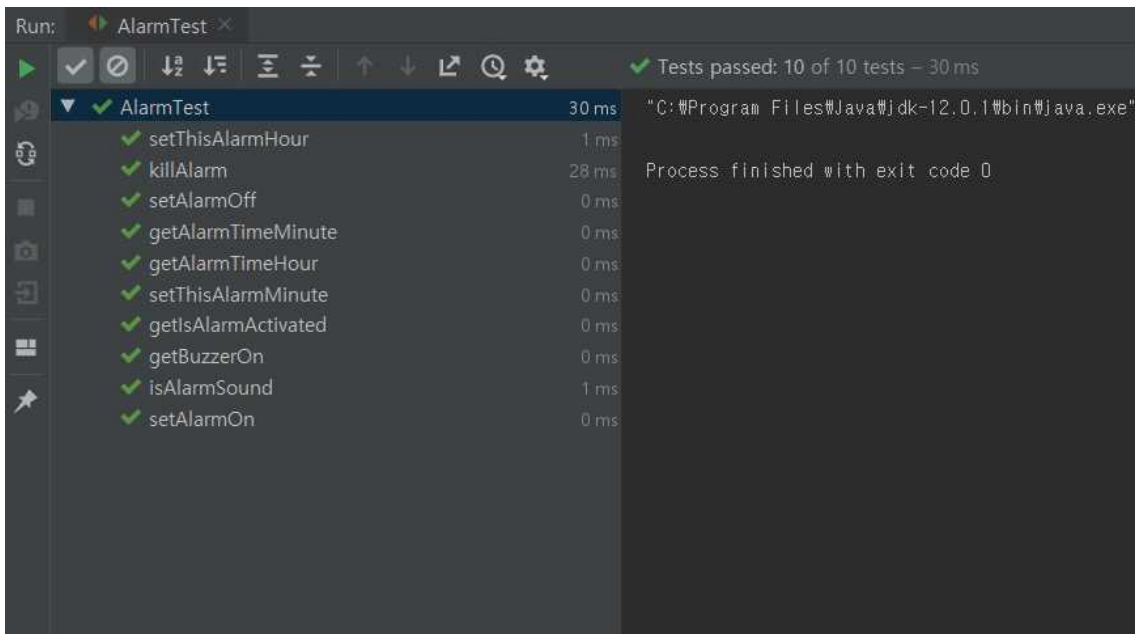 Run: AlarmTest
Tests passed: 10 of 10 tests – 30 ms
AlarmTest 30 ms
setThisAlarmHour 1 ms
killAlarm 28 ms
setAlarmOff 0 ms
getAlarmTimeMinute 0 ms
getAlarmTimeHour 0 ms
setThisAlarmMinute 0 ms
getIsAlarmActivated 0 ms
getBuzzerOn 0 ms
isAlarmSound 1 ms
setAlarmOn 0 ms
"C:₩Program Files₩Java₩jdk-12.0.1₩bin₩java.exe"
Process finished with exit code 0